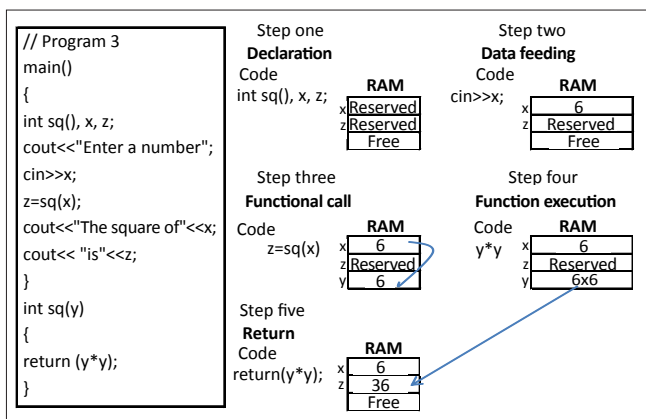 // Program 3
main()
{
int sq(), x, z;
cout<<"Enter a number";
cin>>x;
z=sq(x);
cout<<"The square of"<<x;
cout<< "is"<<z;
}
int sq(y)
{
return (y*y);
}
Step one
Declaration
Code
int sq(), x, z;
RAM
x Reserved
z Reserved
Free
Step two
Data feeding
Code
cin>>x;
RAM
x 6
z Reserved
Free
Step three
Functional call
Code
z=sq(x)
RAM
x 6
z Reserved
y 6
Step four
Function execution
Code
y*y
RAM
x 6
z Reserved
y 6x6
Step five
Return
Code
return(y*y);
RAM
x 6
z 36
Free